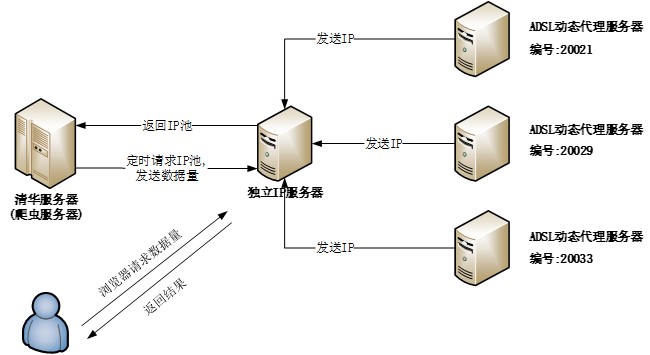 ADSL动态代理服务器
编号:20021
发送IP
返回IP池
定时请求IP池,
发送数据量
清华服务器
(爬虫服务器)
独立IP服务器
发送IP
ADSL动态代理服务器
编号:20029
发送IP
ADSL动态代理服务器
编号:20033
浏览器请求数据量
返回结果